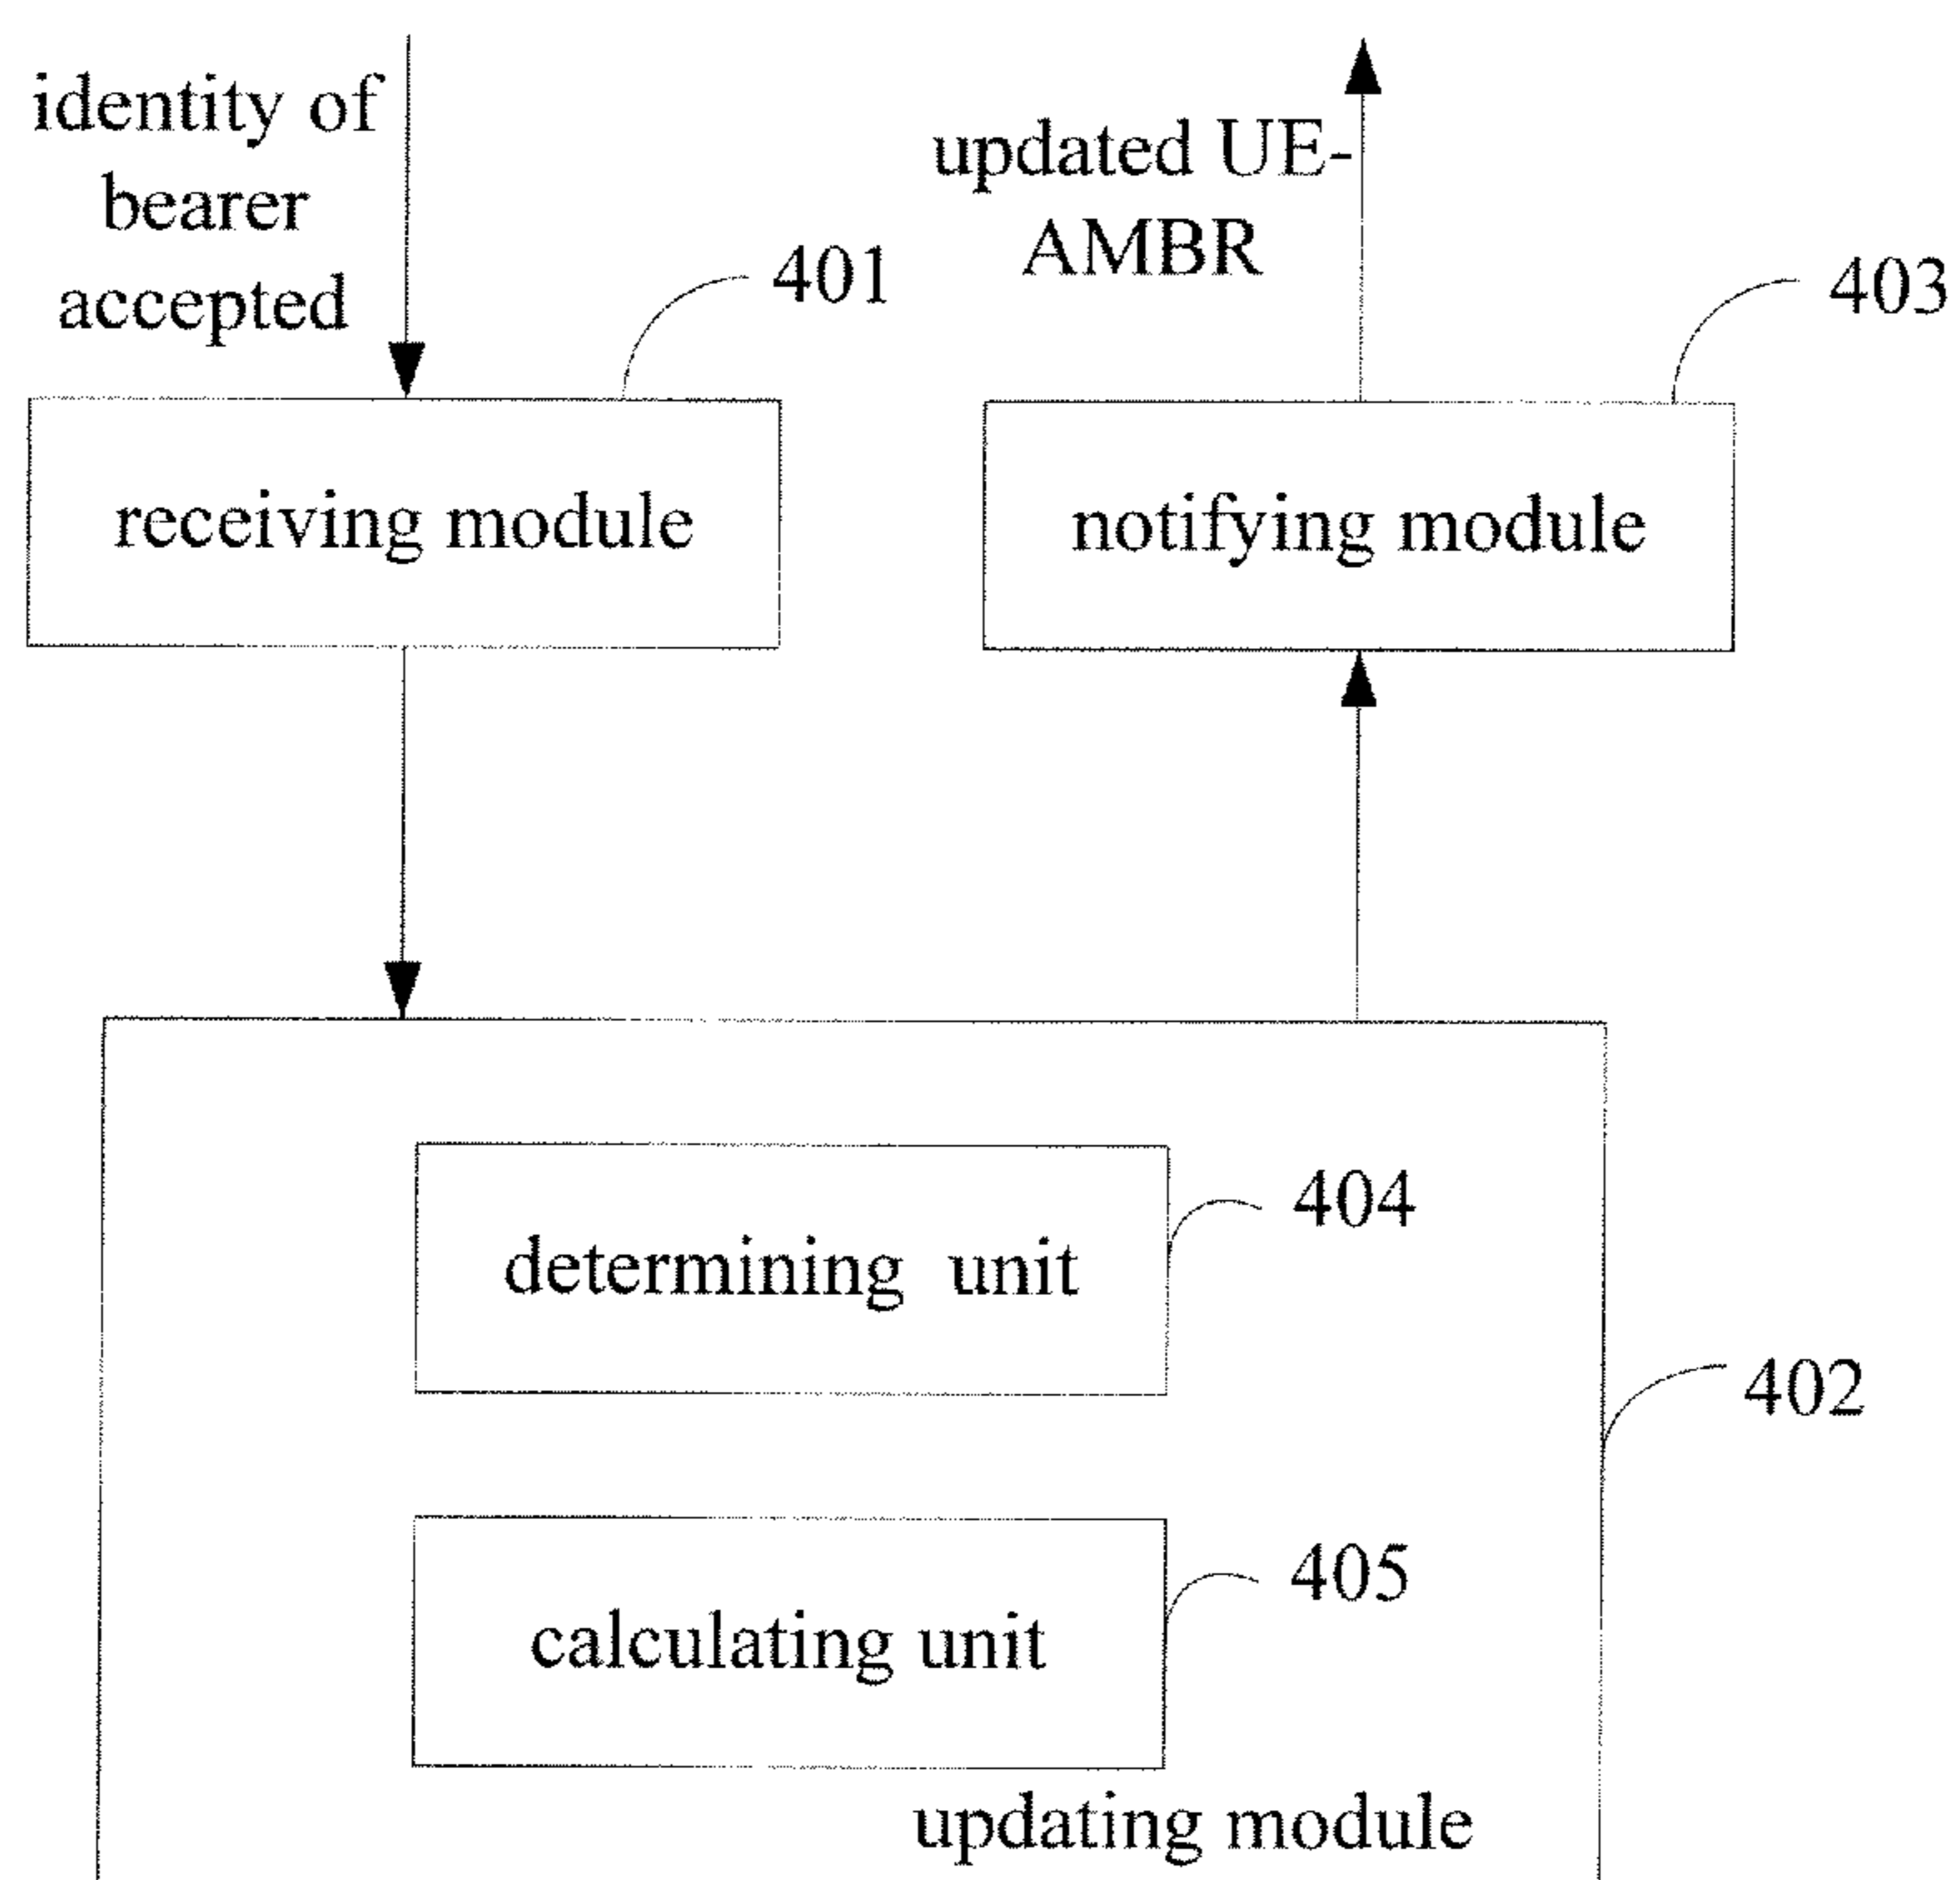 identity of
bearer
accepted
401
updated UE-
AMBR
403
receiving module
notifying module
determining unit
404
402
calculating unit
405
updating module